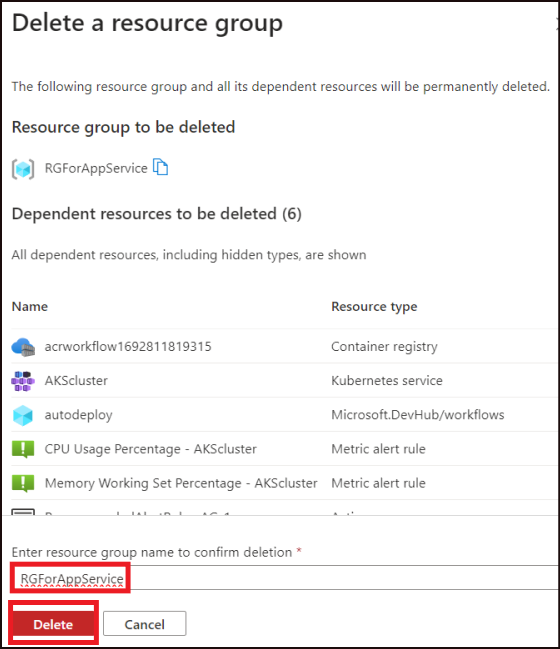 Delete a resource group
The following resource group and all its dependent resources will be permanently deleted.
Resource group to be deleted
RGForAppService
Dependent resources to be deleted (6)
All dependent resources, including hidden types, are shown
Name Resource type
acrworkflow1692811819315 Container registry
AKScluster Kubernetes service
autodeploy Microsoft.DevHub/workflows
CPU Usage Percentage - AKScluster Metric alert rule
Memory Working Set Percentage - AKScluster Metric alert rule
Enter resource group name to confirm deletion *
RGForAppService
Delete Cancel